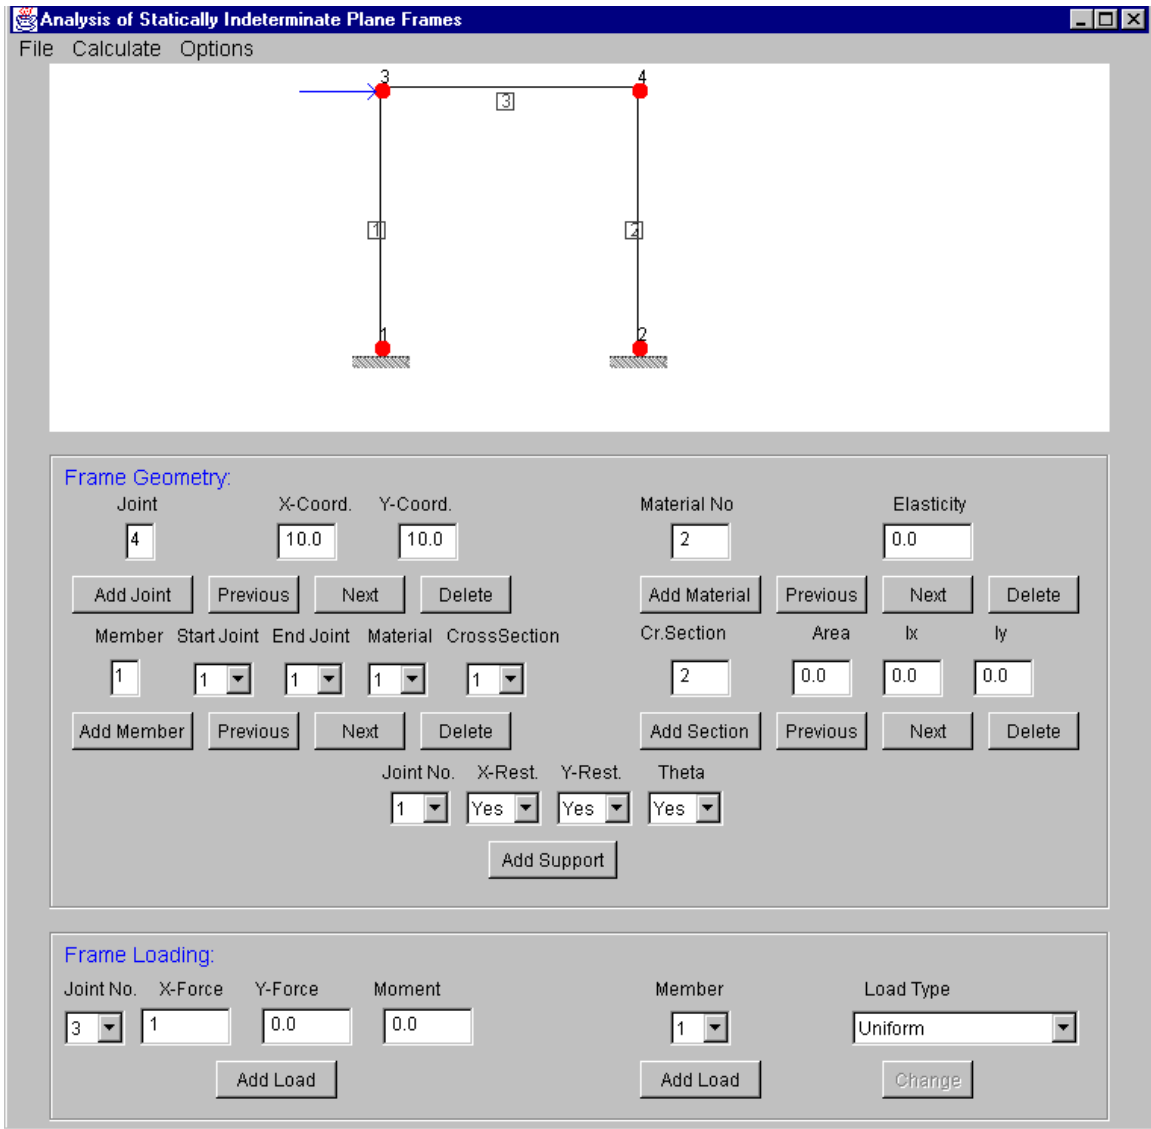 Analysis of Statically Indeterminate Plane Frames
File Calculate Options
3 4
3
1 2
1 2
Frame Geometry:
Joint X-Coord. Y-Coord. Material No Elasticity
4 10.0 10.0 2 0.0
Add Joint Previous Next Delete Add Material Previous Next Delete
Member Start Joint End Joint Material CrossSection Cr.Section Area Ix Iy
1 1 1 1 1 2 0.0 0.0 0.0
Add Member Previous Next Delete Add Section Previous Next Delete
Joint No. X-Rest. Y-Rest. Theta
1 Yes Yes Yes
Add Support
Frame Loading:
Joint No. X-Force Y-Force Moment Member Load Type
3 1 0.0 0.0 1 Uniform
Add Load Add Load Change